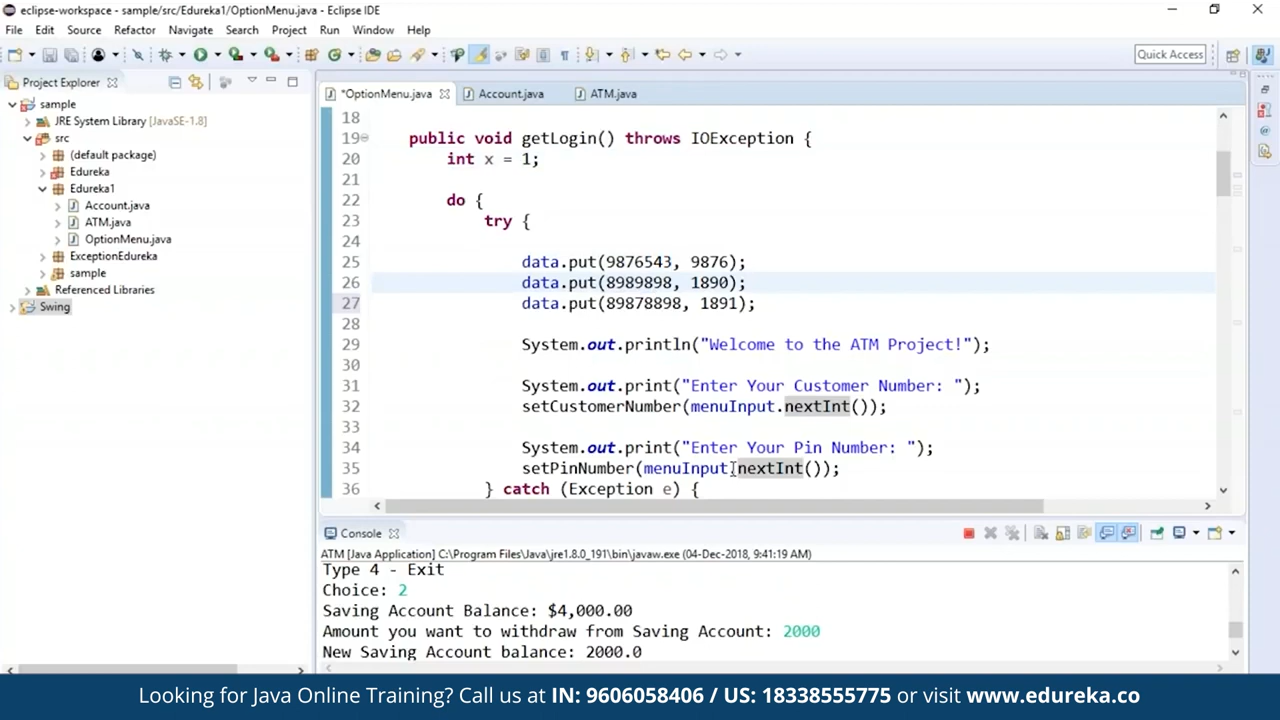 eclipse-workspace - sample/src/Edureka1/OptionMenu.java - Eclipse IDE
File Edit Source Refactor Navigate Search Project Run Window Help
Quick Access
Project Explorer
sample
JRE System Library [JavaSE-1.8]
src
(default package)
Edureka
Edureka1
Account.java
ATM.java
OptionMenu.java
ExceptionEdureka
sample
Referenced Libraries
Swing
*OptionMenu.java Account.java ATM.java
18
19 public void getLogin() throws IOException {
20 int x = 1;
21
22 do {
23 try {
24
25 data.put(9876543, 9876);
26 data.put(8989898, 1890);
27 data.put(89878898, 1891);
28
29 System.out.println("Welcome to the ATM Project!");
30
31 System.out.print("Enter Your Customer Number: ");
32 setCustomerNumber(menuInput.nextInt());
33
34 System.out.print("Enter Your Pin Number: ");
35 setPinNumber(menuInput.nextInt());
36 } catch (Exception e) {
Console
ATM [Java Application] C:\Program Files\Java\jre1.8.0_191\bin\javaw.exe (04-Dec-2018, 9:41:19 AM)
Type 4 - Exit
Choice: 2
Saving Account Balance: $4,000.00
Amount you want to withdraw from Saving Account: 2000
New Saving Account balance: 2000.0
Looking for Java Online Training? Call us at IN: 9606058406 / US: 18338555775 or visit www.edureka.co